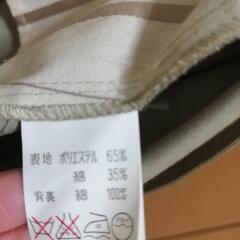 表地 ポリエステル 65%
綿 35%
背裏 綿 100%